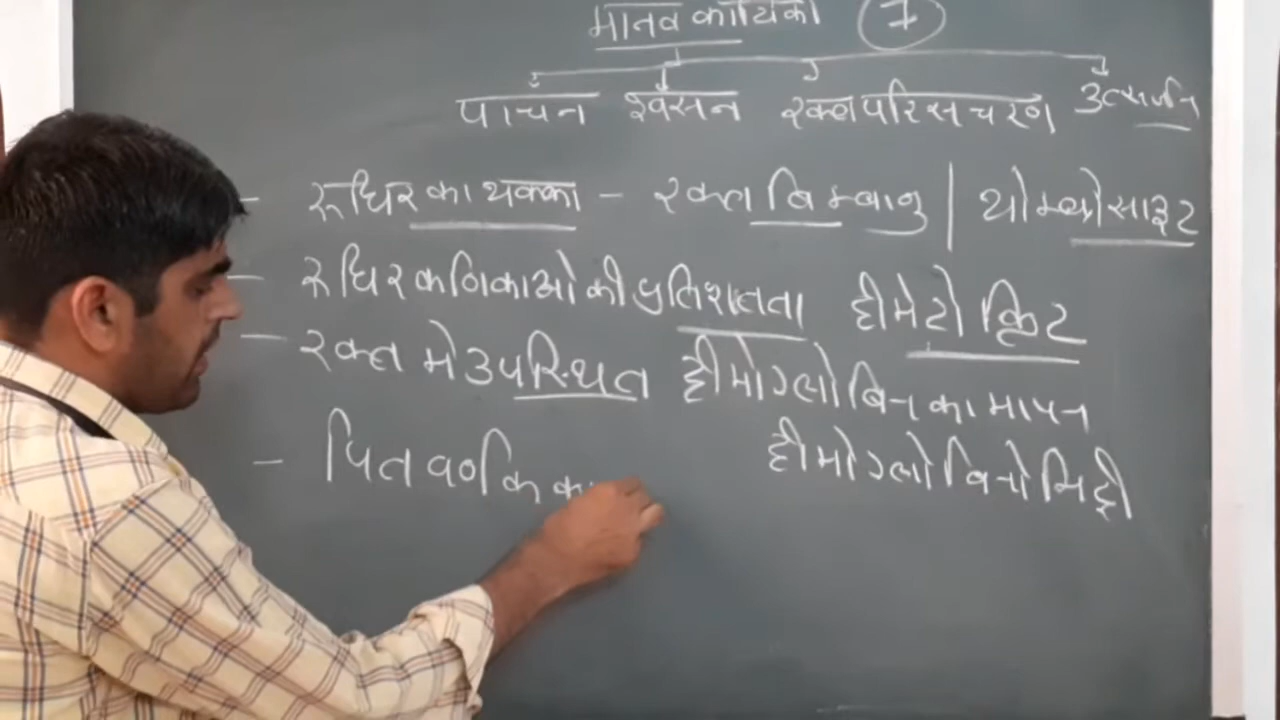 मानव कायिकी 7
पाचन श्वसन रक्तपरिसचरण उत्सर्जन
- रूधिर का थक्का - रक्त बिम्बाणु | थोम्ब्रोसाइट
- रुधिर कणिकाओ की प्रतिशतता हीमेटोक्रिट
- रक्त मे उपस्थित हीमोग्लोबिन का मापन
हीमोग्लोबिनोमिट्री
- पित वर्णक का